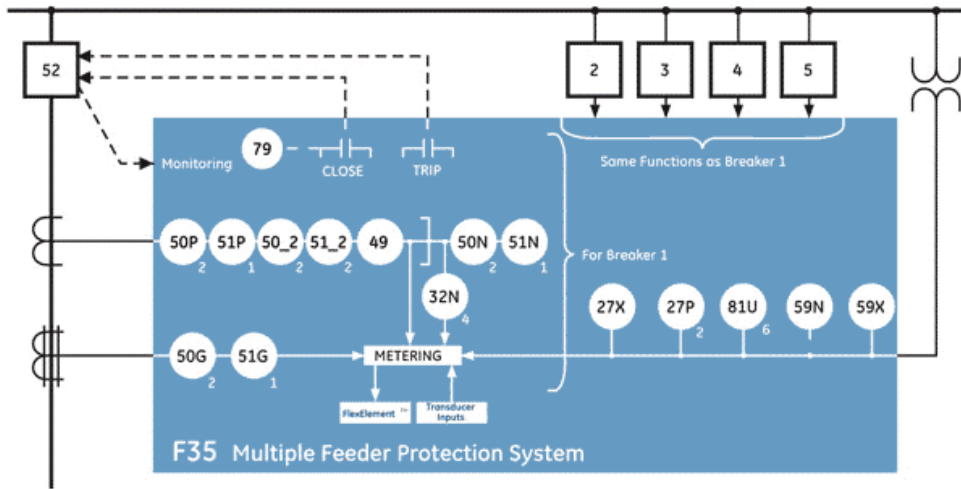 52
2 3 4 5
Monitoring
79
CLOSE
TRIP
Same Functions as Breaker 1
50P 2 51P 1 50_2 2 51_2 2 49 50N 2 51N 1
For Breaker 1
32N 4
27X 27P 2 81U 6 59N 59X
50G 2 51G 1
METERING
FlexElement ™
Transducer
Inputs
F35 Multiple Feeder Protection System